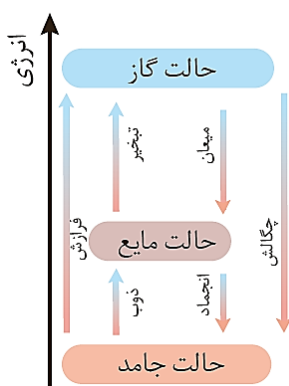 انرژی
حالت گاز
تبخیر
میعان
فرازش
چگالش
حالت مایع
ذوب
انجماد
حالت جامد